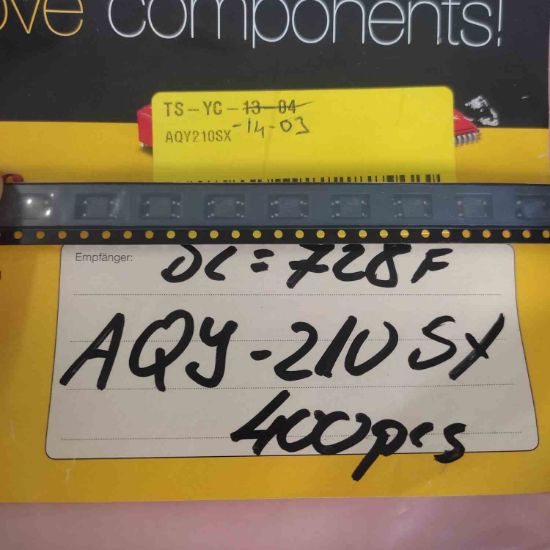 ove components!
TS-YC-13-04
-14-03
AQY210SX
Empfänger:
DC=728F
AQY-210SX
400pcs